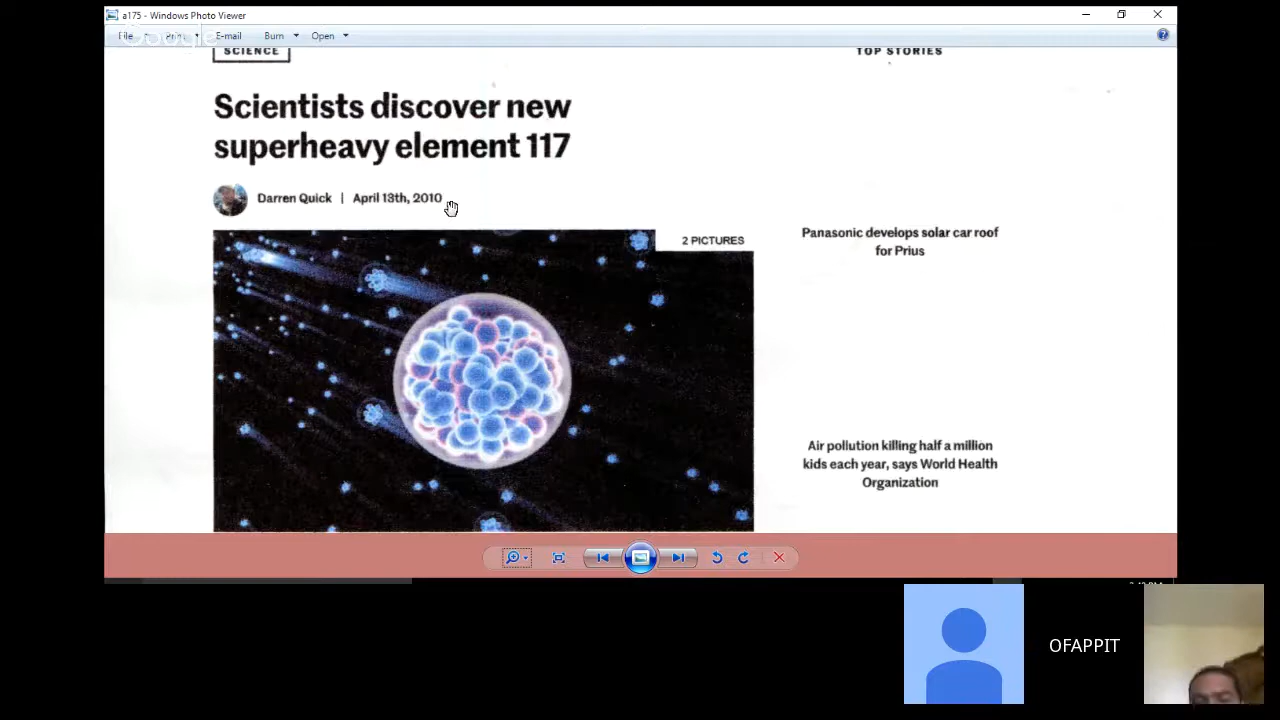 a175 - Windows Photo Viewer
File Print E-mail Burn Open
Google
SCIENCE
TOP STORIES
Scientists discover new
superheavy element 117
Darren Quick | April 13th, 2010
2 PICTURES
Panasonic develops solar car roof
for Prius
Air pollution killing half a million
kids each year, says World Health
Organization
OFAPPIT